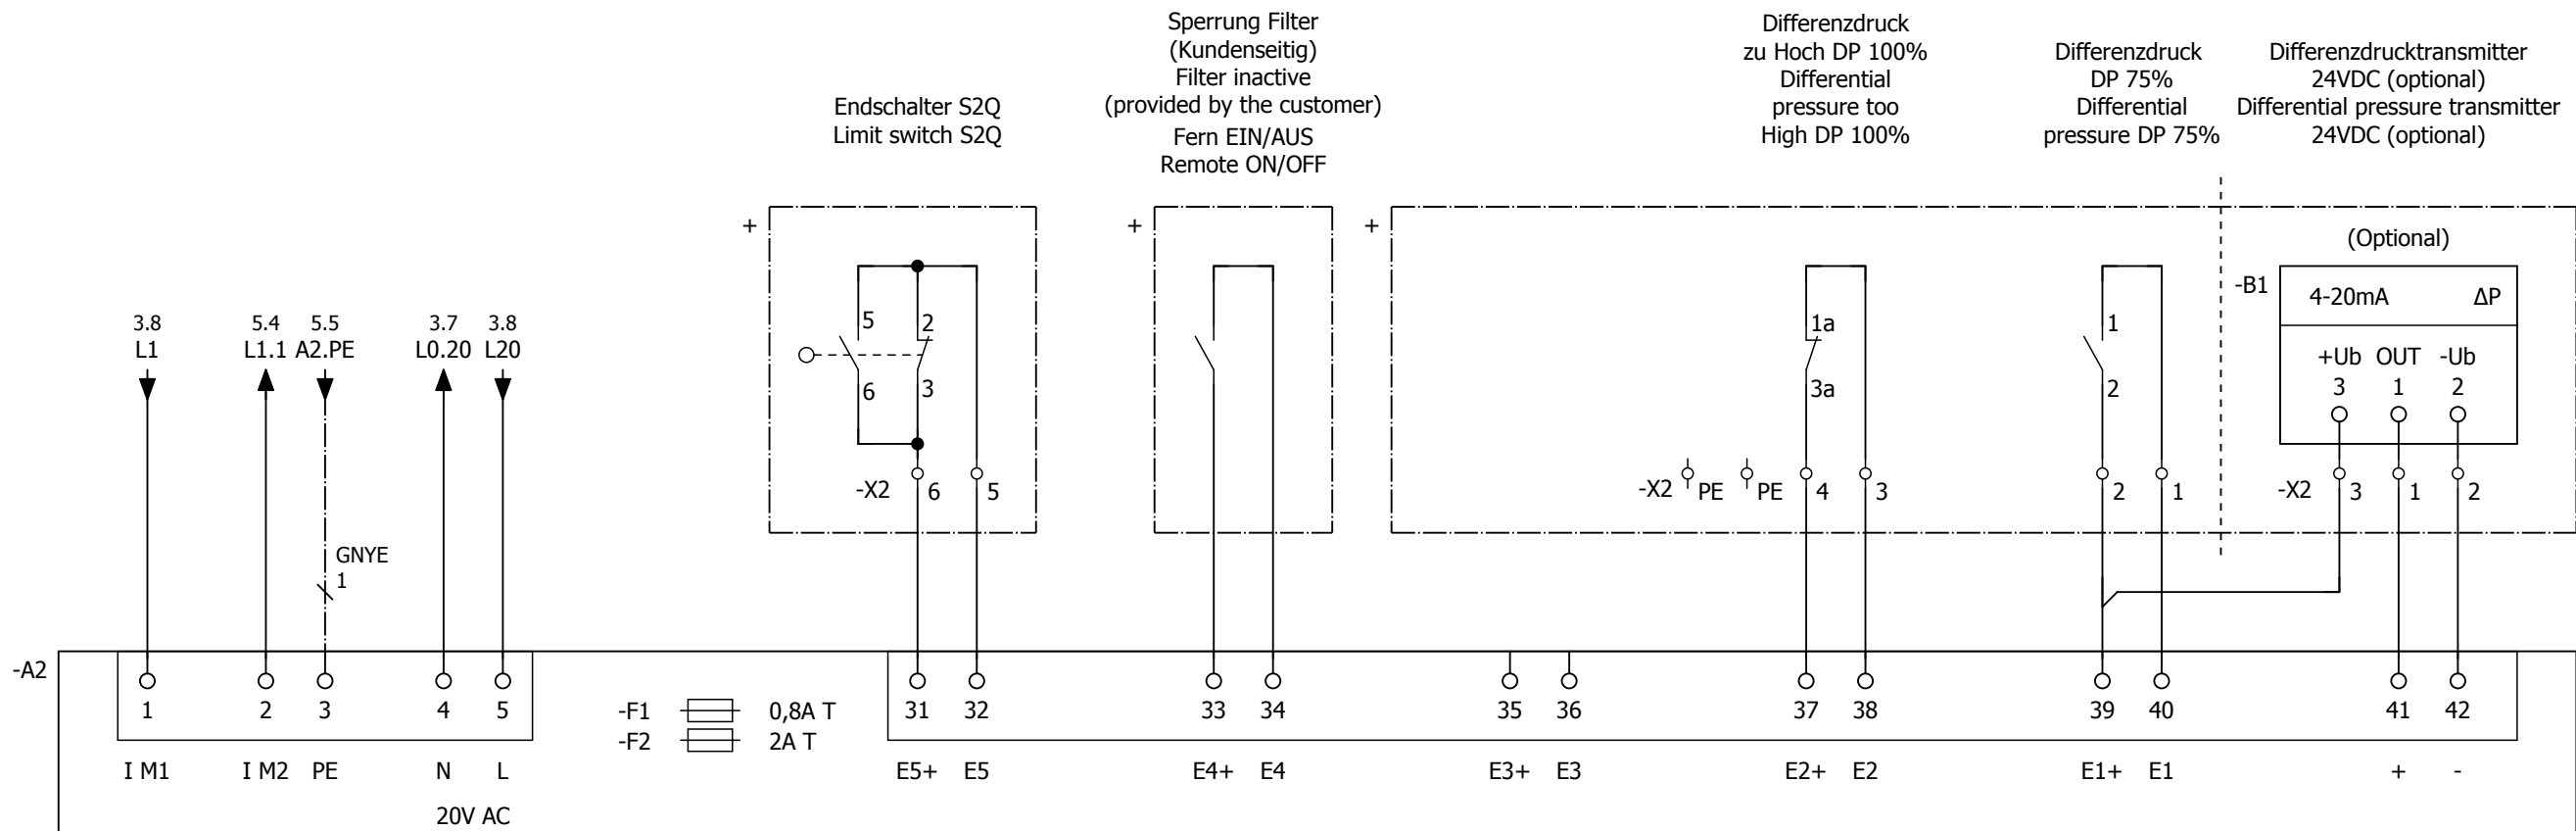 Sperrung Filter
(Kundenseitig)
Filter inactive
(provided by the customer)
Fern EIN/AUS
Remote ON/OFF
Differenzdruck
zu Hoch DP 100%
Differential
pressure too
High DP 100%
Differenzdruck
DP 75%
Differential
pressure DP 75%
Differenzdrucktransmitter
24VDC (optional)
Differential pressure transmitter
24VDC (optional)
Endschalter S2Q
Limit switch S2Q
+ + +
(Optional)
-B1
4-20mA ΔP
+Ub OUT -Ub
3 1 2
3.8 5.4 5.5 3.7 3.8
L1 L1.1 A2.PE L0.20 L20
5 2
6 3
1a
3a
1
2
-X2 6 5
-X2 PE PE 4 3
2 1
-X2 3 1 2
GNYE
1
-A2
1 2 3 4 5
-F1 0,8A T
-F2 2A T
31 32 33 34 35 36 37 38 39 40 41 42
I M1 I M2 PE N L
E5+ E5 E4+ E4 E3+ E3 E2+ E2 E1+ E1 + -
20V AC